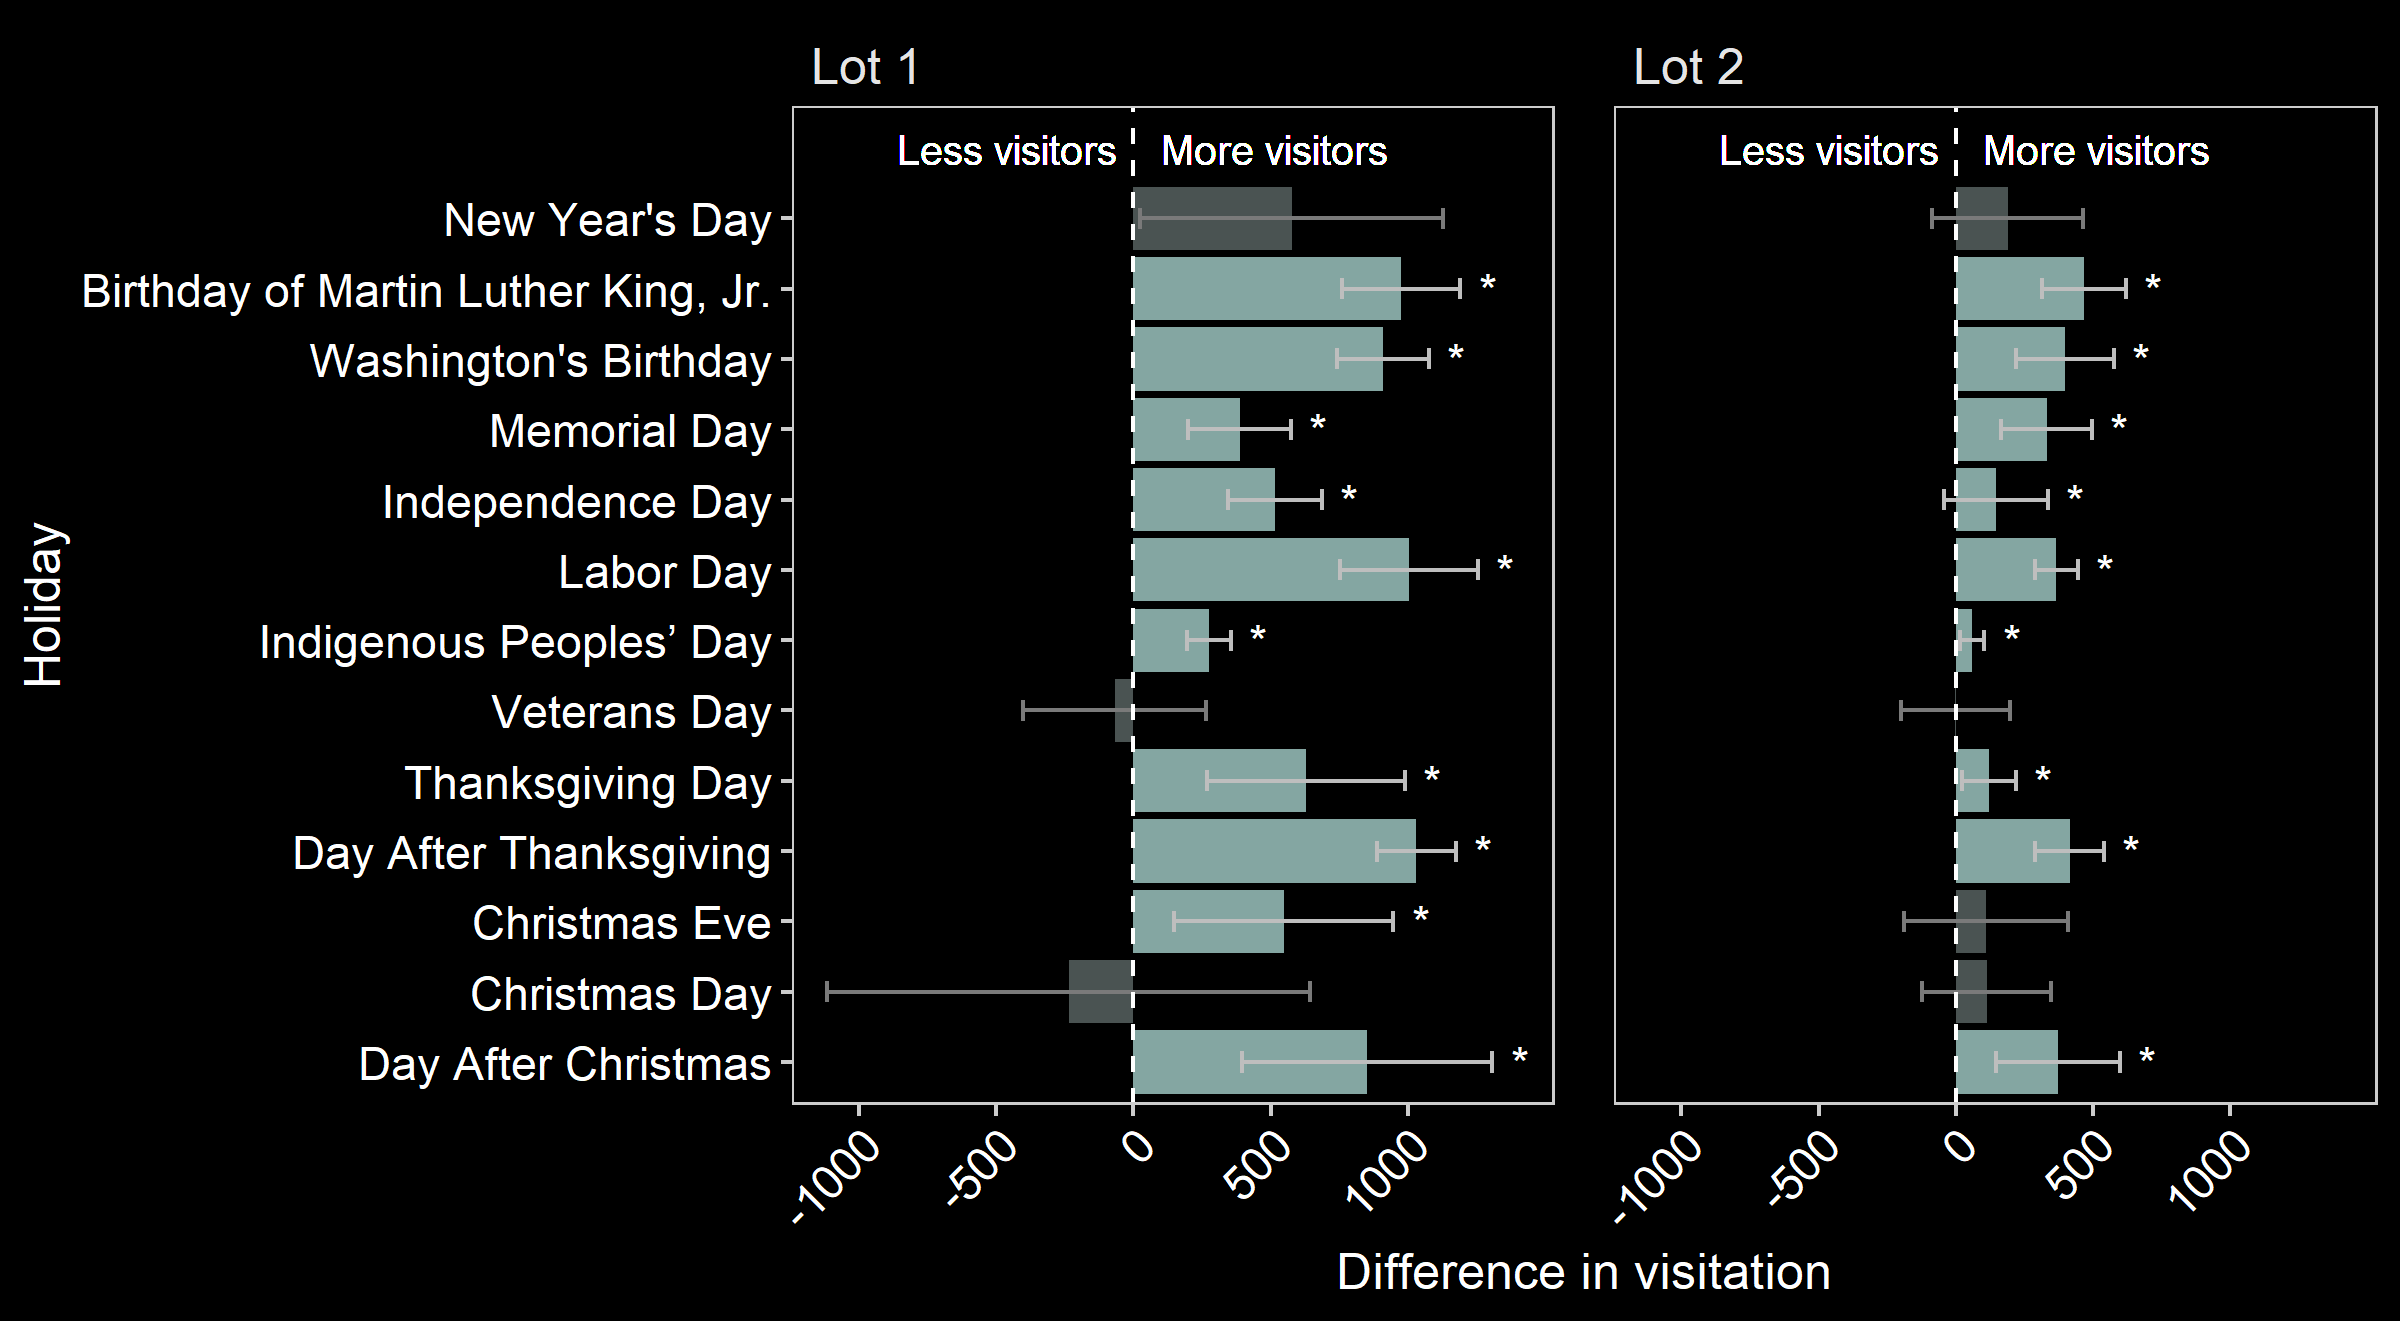 Lot 1
Lot 2
Less visitors
More visitors
Less visitors
More visitors
Holiday
New Year's Day
Birthday of Martin Luther King, Jr.
*
*
Washington's Birthday
*
*
Memorial Day
*
*
Independence Day
*
*
Labor Day
*
*
Indigenous Peoples’ Day
*
*
Veterans Day
Thanksgiving Day
*
*
Day After Thanksgiving
*
*
Christmas Eve
*
Christmas Day
Day After Christmas
*
*
-1000
-500
0
500
1000
-1000
-500
0
500
1000
Difference in visitation